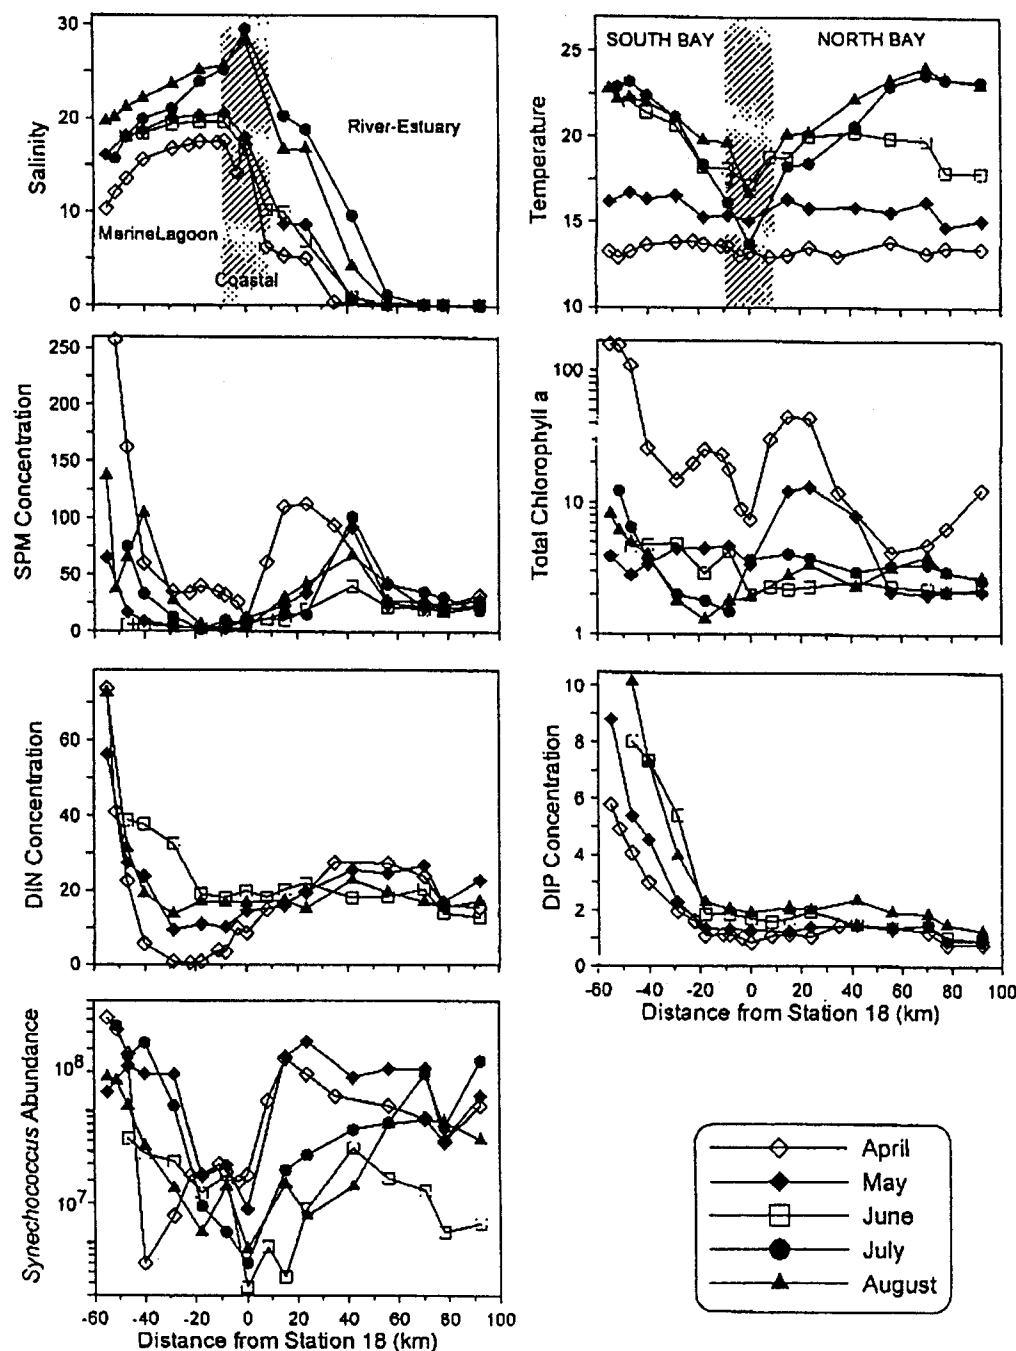 Salinity
30
20
10
0
MarineLagoon
Coastal
River-Estuary
Temperature
25
20
15
10
SOUTH BAY
NORTH BAY
SPM Concentration
250
200
150
100
50
0
Total Chlorophyll a
100
10
1
DIN Concentration
60
40
20
0
DIP Concentration
10
8
6
4
2
0
-60 -40 -20 0 20 40 60 80 100
Distance from Station 18 (km)
Synechococcus Abundance
10⁸
10⁷
-60 -40 -20 0 20 40 60 80 100
Distance from Station 18 (km)
April
May
June
July
August